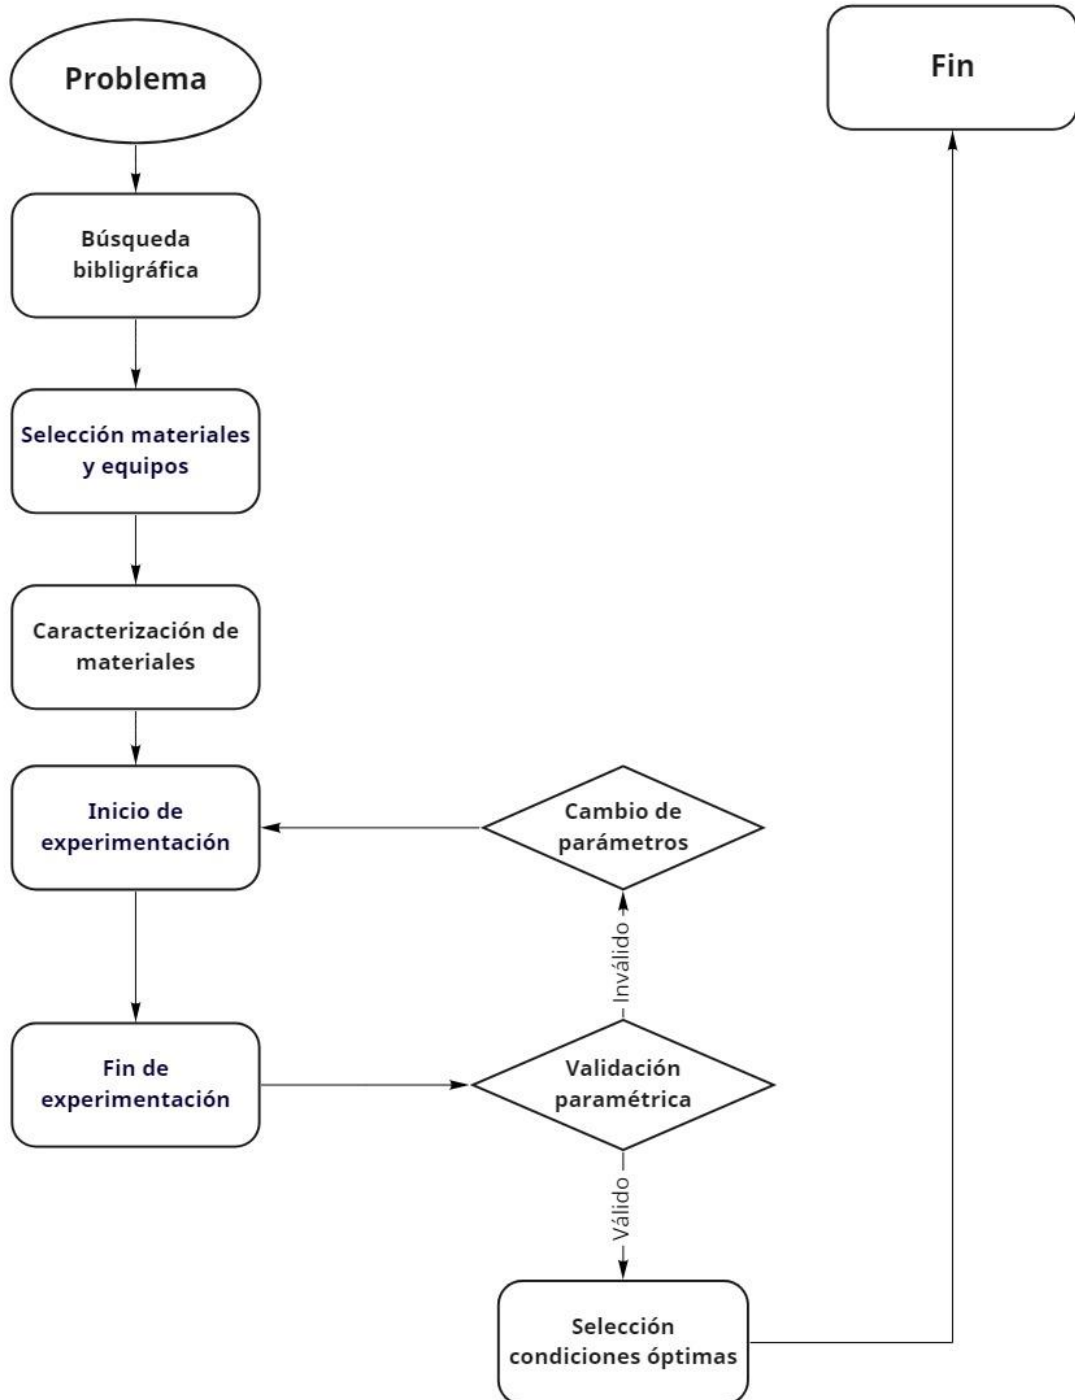 Problema
Fin
Búsqueda
bibligráfica
Selección materiales
y equipos
Caracterización de
materiales
Inicio de
experimentación
Cambio de
parámetros
Inválido
Fin de
experimentación
Validación
paramétrica
Válido
Selección
condiciones óptimas